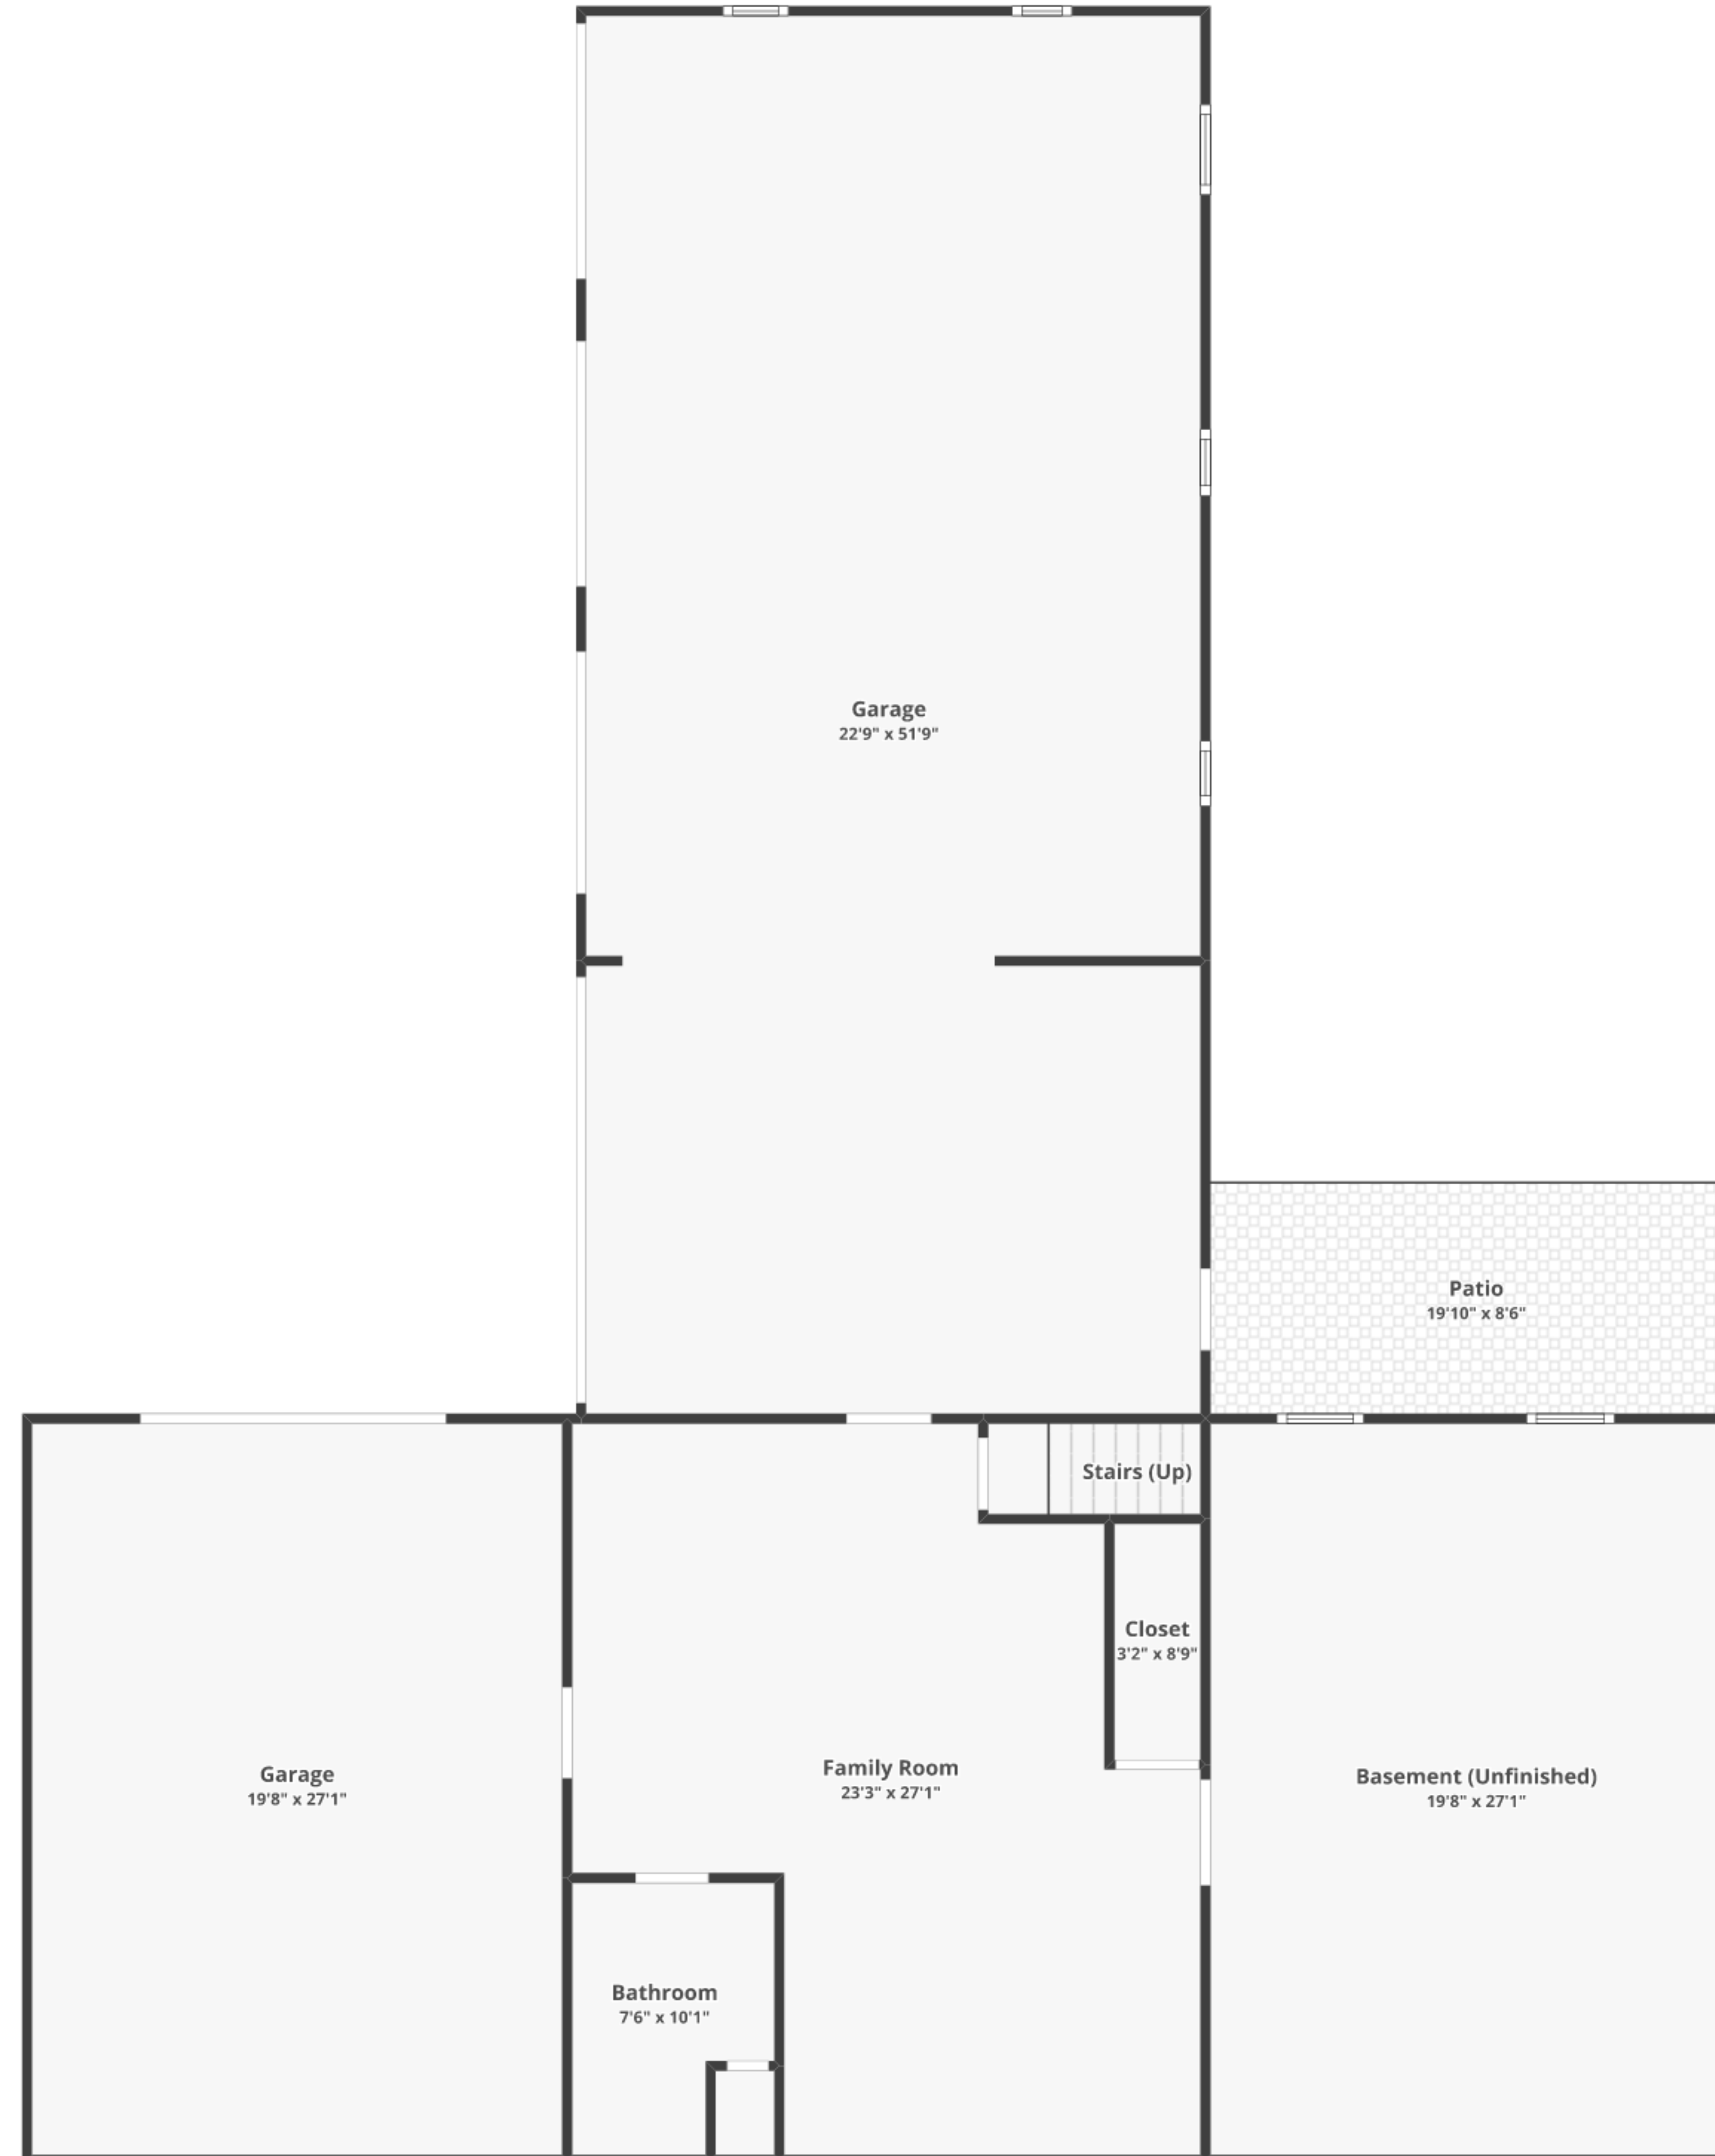 Garage
22'9" x 51'9"
Patio
19'10" x 8'6"
Stairs (Up)
Closet
3'2" x 8'9"
Family Room
23'3" x 27'1"
Garage
19'8" x 27'1"
Basement (Unfinished)
19'8" x 27'1"
Bathroom
7'6" x 10'1"